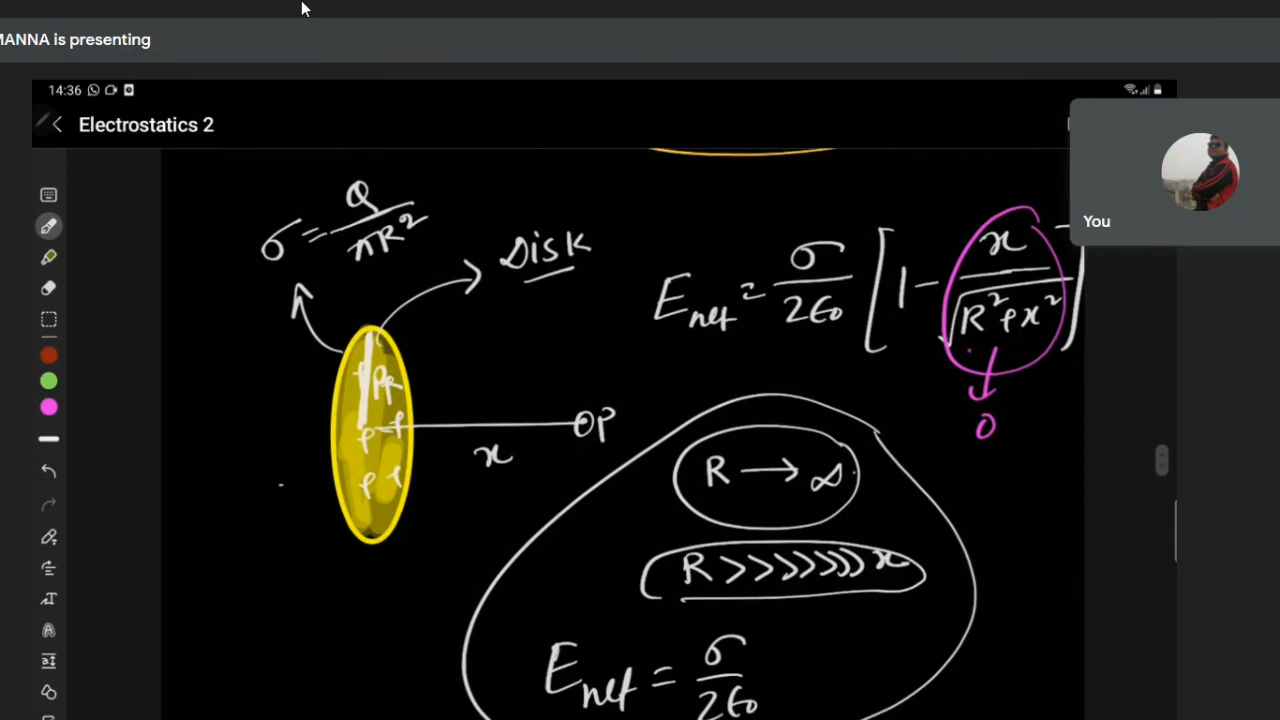 MANNA is presenting
14:36
Electrostatics 2
You
σ = Q / πR²
Disk
E_net = σ / 2ε₀ [ 1 - x / √(R² + x²) ]
0
R
+ +
+ +
+ +
x
P
R → ∞
R >>>>>>>> x
E_net = σ / 2ε₀